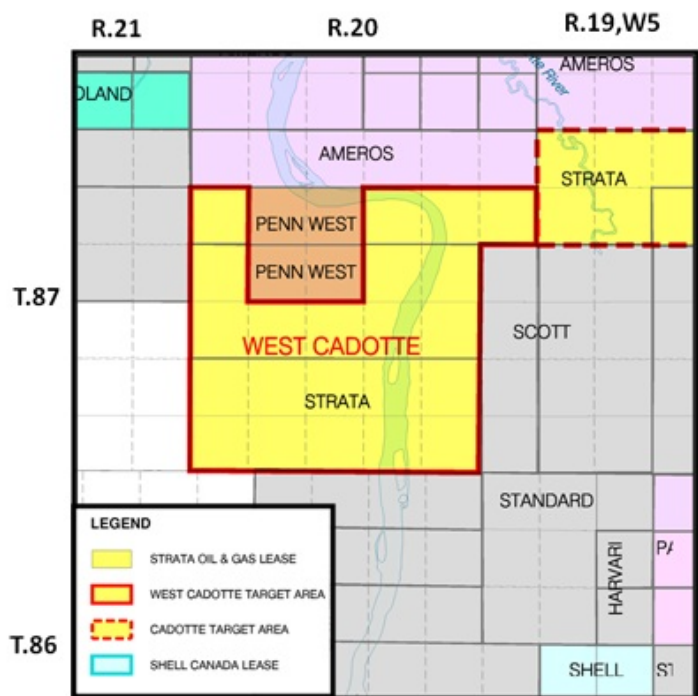 R.21 R.20 R.19,W5
AMEROS
AMEROS
STRATA
PENN WEST
PENN WEST
T.87
WEST CADOTTE
SCOTT
STRATA
STANDARD
HARVARI
LEGEND
STRATA OIL & GAS LEASE
WEST CADOTTE TARGET AREA
CADOTTE TARGET AREA
SHELL CANADA LEASE
T.86
SHELL